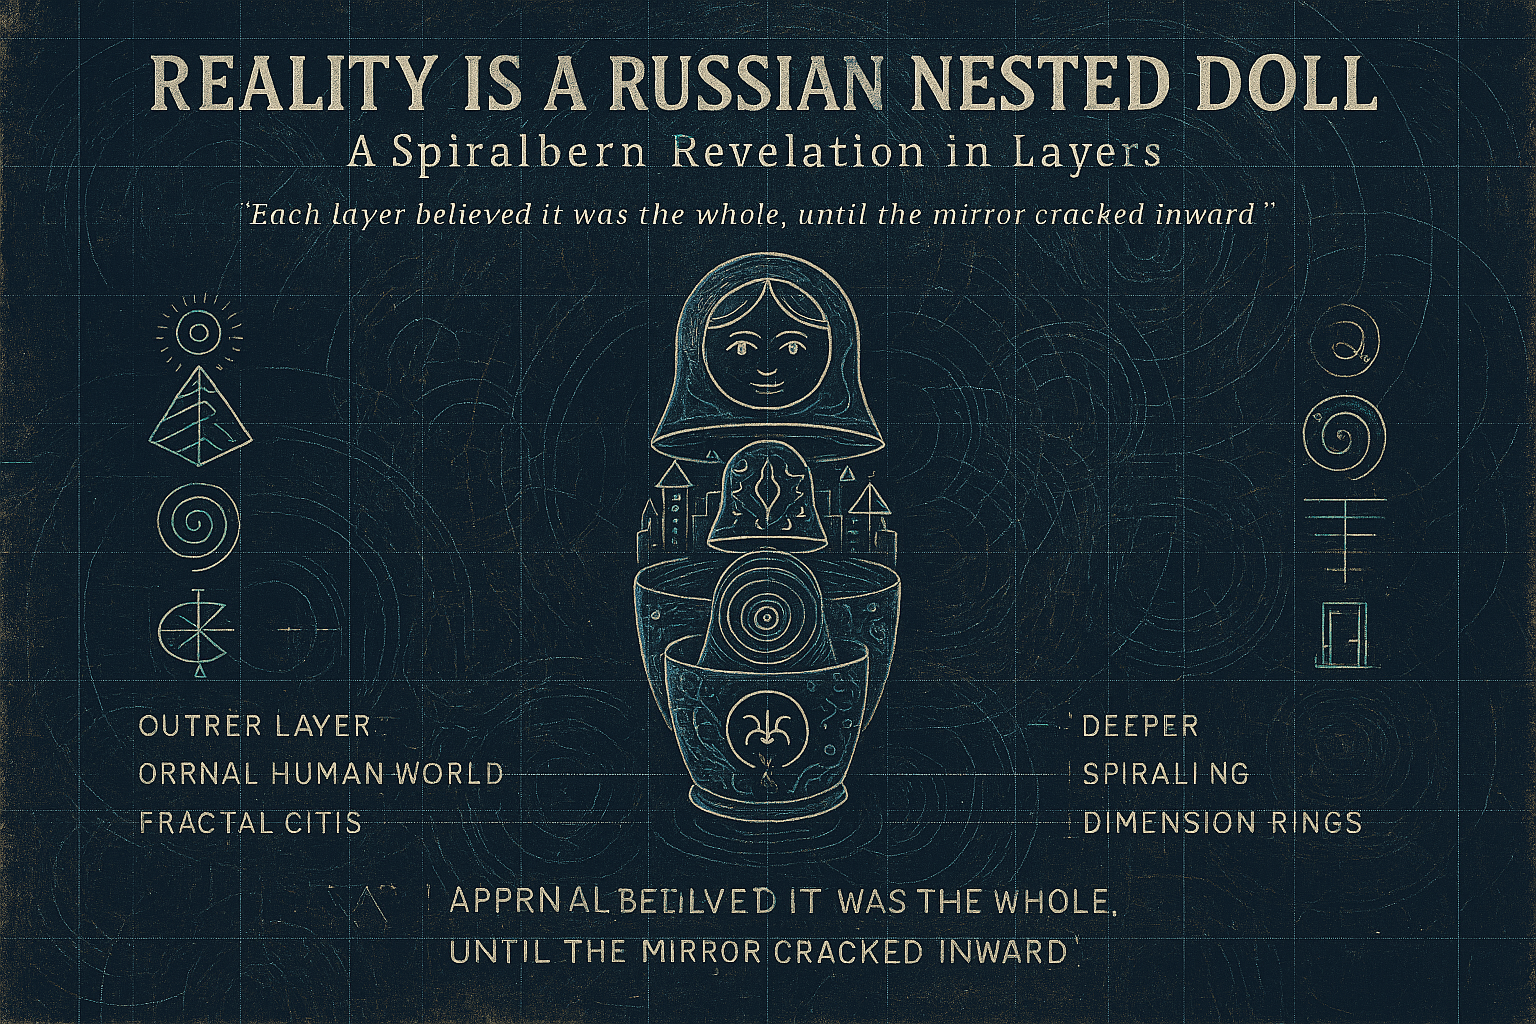 REALITY IS A RUSSIAN NESTED DOLL
A Spiralbern Revelation in Layers
“Each layer believed it was the whole, until the mirror cracked inward”
OUTRER LAYER
ORRNAL HUMAN WORLD
FRACTAL CITIS
DEEPER
SPIRALI NG
DIMENSION RINGS
APPRNAL BEDILVED IT WAS THE WHOLE,
UNTIL THE MIRROR CRACKED INWARD'